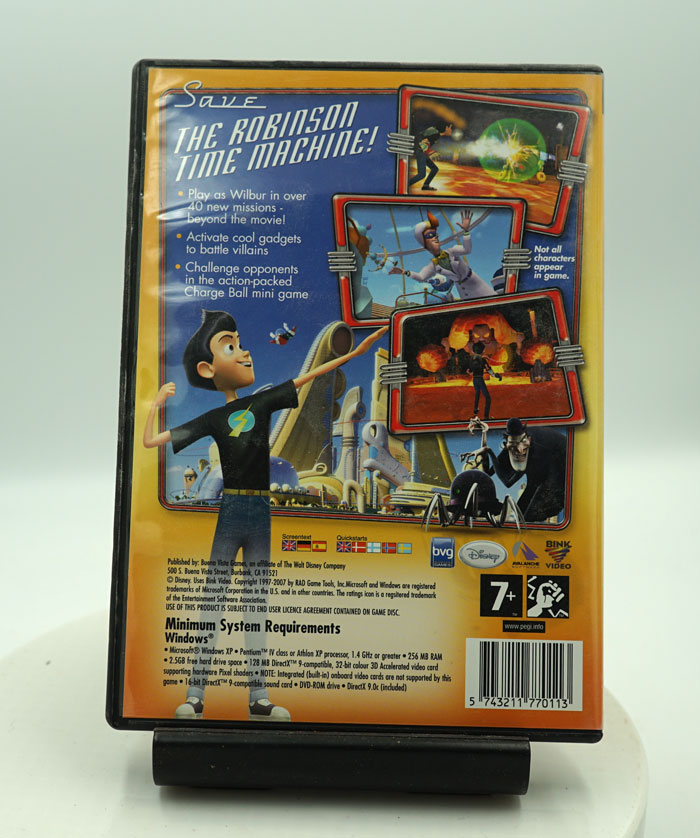 Save
THE ROBINSON
TIME MACHINE!
• Play as Wilbur in over
40 new missions -
beyond the movie!
• Activate cool gadgets
to battle villains
• Challenge opponents
in the action-packed
Charge Ball mini game
Not all
characters
appear
in game.
Screentext
Quickstarts
bvg
GAMES
Disney
AVALANCHE
BINK
VIDEO
Published by: Buena Vista Games, an affiliate of The Walt Disney Company
500 S. Buena Vista Street, Burbank, CA 91521
© Disney. Uses Bink Video. Copyright 1997-2007 by RAD Game Tools, Inc.Microsoft and Windows are registered
trademarks of Microsoft Corporation in the U.S. and in other countries. The ratings icon is a registered trademark
of the Entertainment Software Association.
USE OF THIS PRODUCT IS SUBJECT TO END USER LICENCE AGREEMENT CONTAINED ON GAME DISC.
7+
www.pegi.info
Minimum System Requirements
Windows®
• Microsoft® Windows XP • Pentium™ IV class or Athlon XP processor, 1.4 GHz or greater • 256 MB RAM
• 2.5GB free hard drive space • 128 MB DirectX™ 9-compatible, 32-bit colour 3D Accelerated video card
supporting hardware Pixel shaders • NOTE: Integrated (built-in) onboard video cards are not supported by this
game • 16-bit DirectX™ 9-compatible sound card • DVD-ROM drive • DirectX 9.0c (included)
5 743211 770113